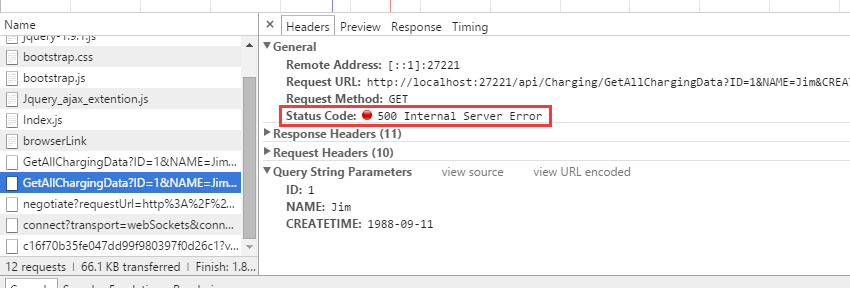 Name
jquery-1.9.1.js
bootstrap.css
bootstrap.js
Jquery_ajax_extention.js
Index.js
browserLink
GetAllChargingData?ID=1&NAME=Jim...
GetAllChargingData?ID=1&NAME=Jim...
negotiate?requestUrl=http%3A%2F%2...
connect?transport=webSockets&conn...
c16f70b35fe047dd99f980397f0d26c1?v...
12 requests | 66.1 KB transferred | Finish: 1.8...
× Headers Preview Response Timing
General
Remote Address: [::1]:27221
Request URL: http://localhost:27221/api/Charging/GetAllChargingData?ID=1&NAME=Jim&CREA
Request Method: GET
Status Code: 500 Internal Server Error
Response Headers (11)
Request Headers (10)
Query String Parameters view source view URL encoded
ID: 1
NAME: Jim
CREATETIME: 1988-09-11